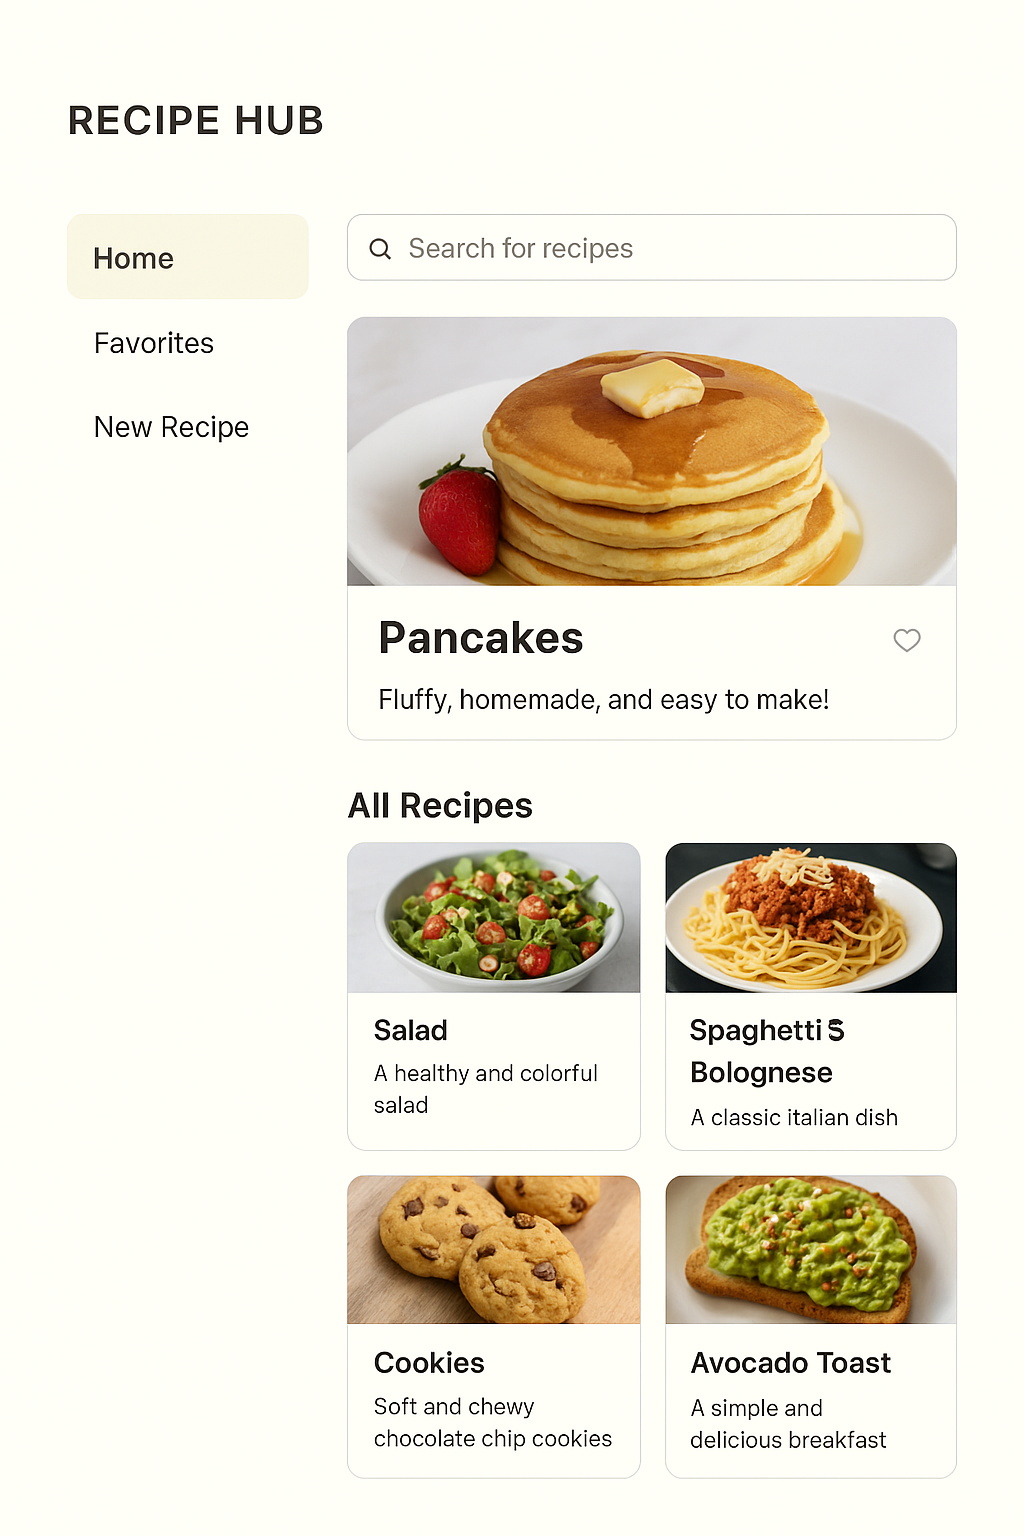 RECIPE HUB
Home
Favorites
New Recipe
Search for recipes
Pancakes
Fluffy, homemade, and easy to make!
All Recipes
Salad
A healthy and colorful
salad
Spaghetti S
Bolognese
A classic italian dish
Cookies
Soft and chewy
chocolate chip cookies
Avocado Toast
A simple and
delicious breakfast